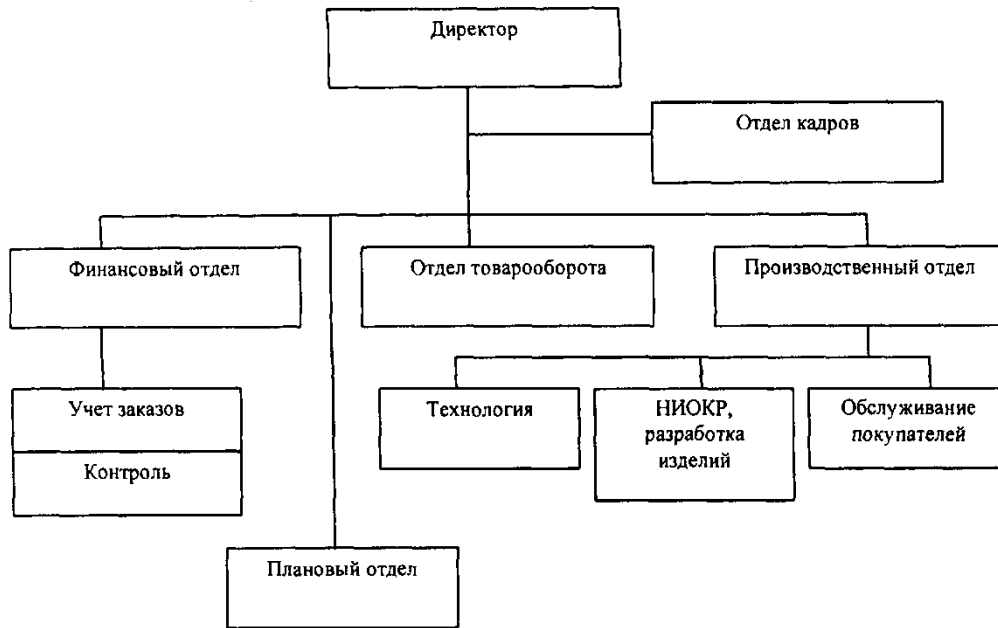 Директор
Отдел кадров
Финансовый отдел
Отдел товарооборота
Производственный отдел
Учет заказов
Контроль
Технология
НИОКР,
разработка
изделий
Обслуживание
покупателей
Плановый отдел